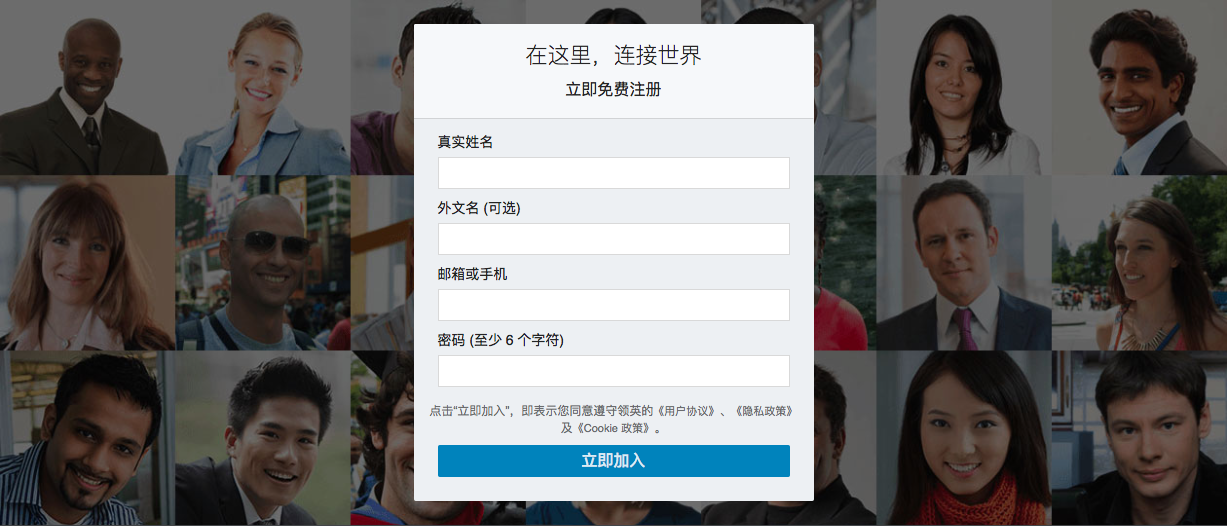 在这里，连接世界
立即免费注册
真实姓名
外文名 (可选)
邮箱或手机
密码 (至少 6 个字符)
点击“立即加入”，即表示您同意遵守领英的《用户协议》、《隐私政策》
及《Cookie 政策》。
立即加入